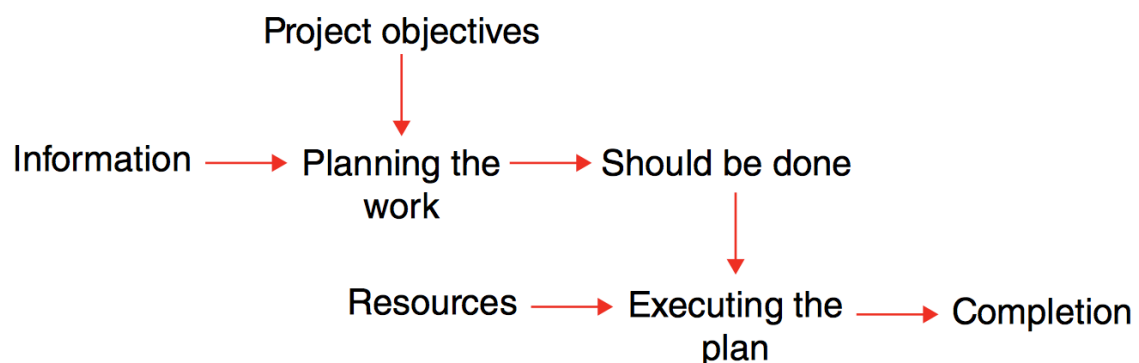 Project objectives
Information
Planning the
work
Should be done
Resources
Executing the
plan
Completion